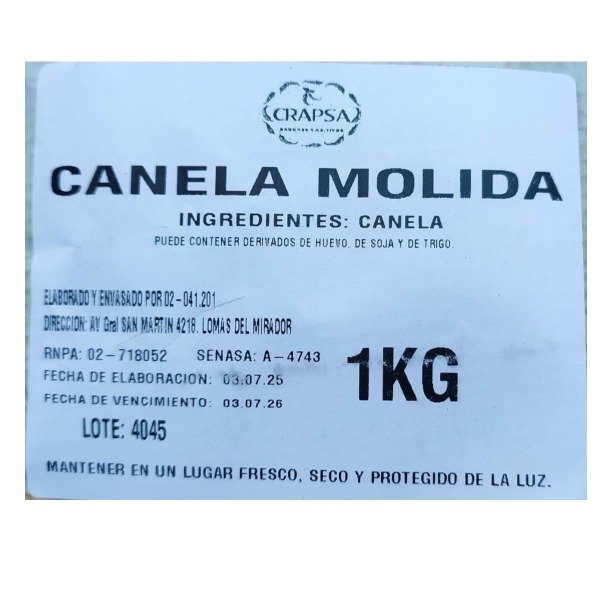 CRAPSA
SABORES Y ADITIVOS
CANELA MOLIDA
INGREDIENTES: CANELA
PUEDE CONTENER DERIVADOS DE HUEVO, DE SOJA Y DE TRIGO.
ELABORADO Y ENVASADO POR 02-041.201
DIRECCION: AV Gral SAN MARTIN 4218. LOMAS DEL MIRADOR
RNPA: 02-718052 SENASA: A-4743
1KG
FECHA DE ELABORACION: 03.07.25
FECHA DE VENCIMIENTO: 03.07.26
LOTE: 4045
MANTENER EN UN LUGAR FRESCO, SECO Y PROTEGIDO DE LA LUZ.